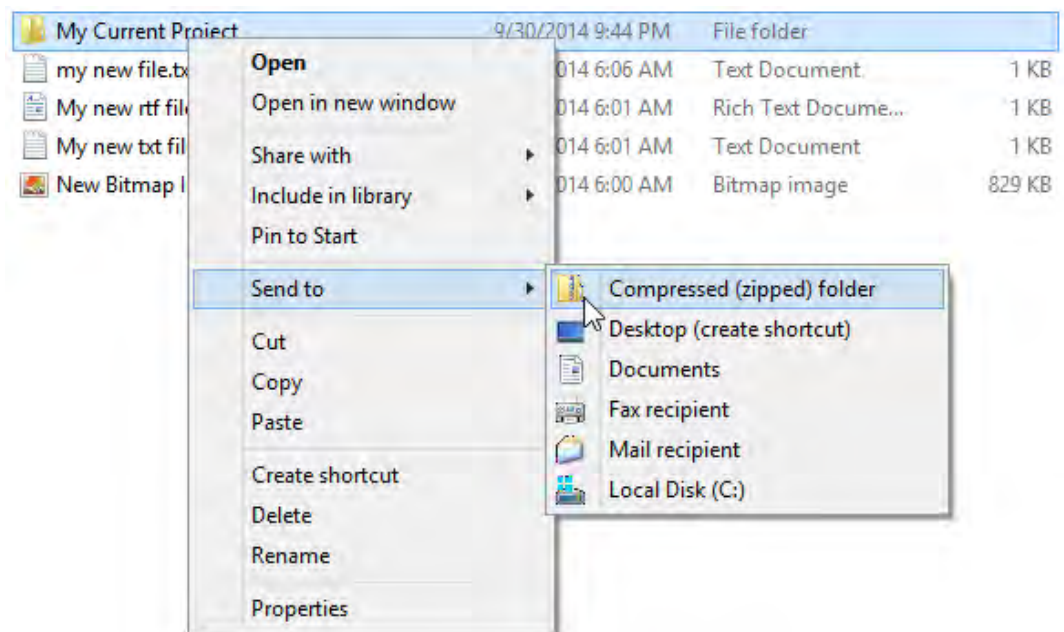 My Current Project 9/30/2014 9:44 PM File folder
my new file.tx 014 6:06 AM Text Document 1 KB
My new rtf file 014 6:01 AM Rich Text Docume... 1 KB
My new txt fil 014 6:01 AM Text Document 1 KB
New Bitmap I 014 6:00 AM Bitmap image 829 KB
Open
Open in new window
Share with
Include in library
Pin to Start
Send to
Cut
Copy
Paste
Create shortcut
Delete
Rename
Properties
Compressed (zipped) folder
Desktop (create shortcut)
Documents
Fax recipient
Mail recipient
Local Disk (C:)